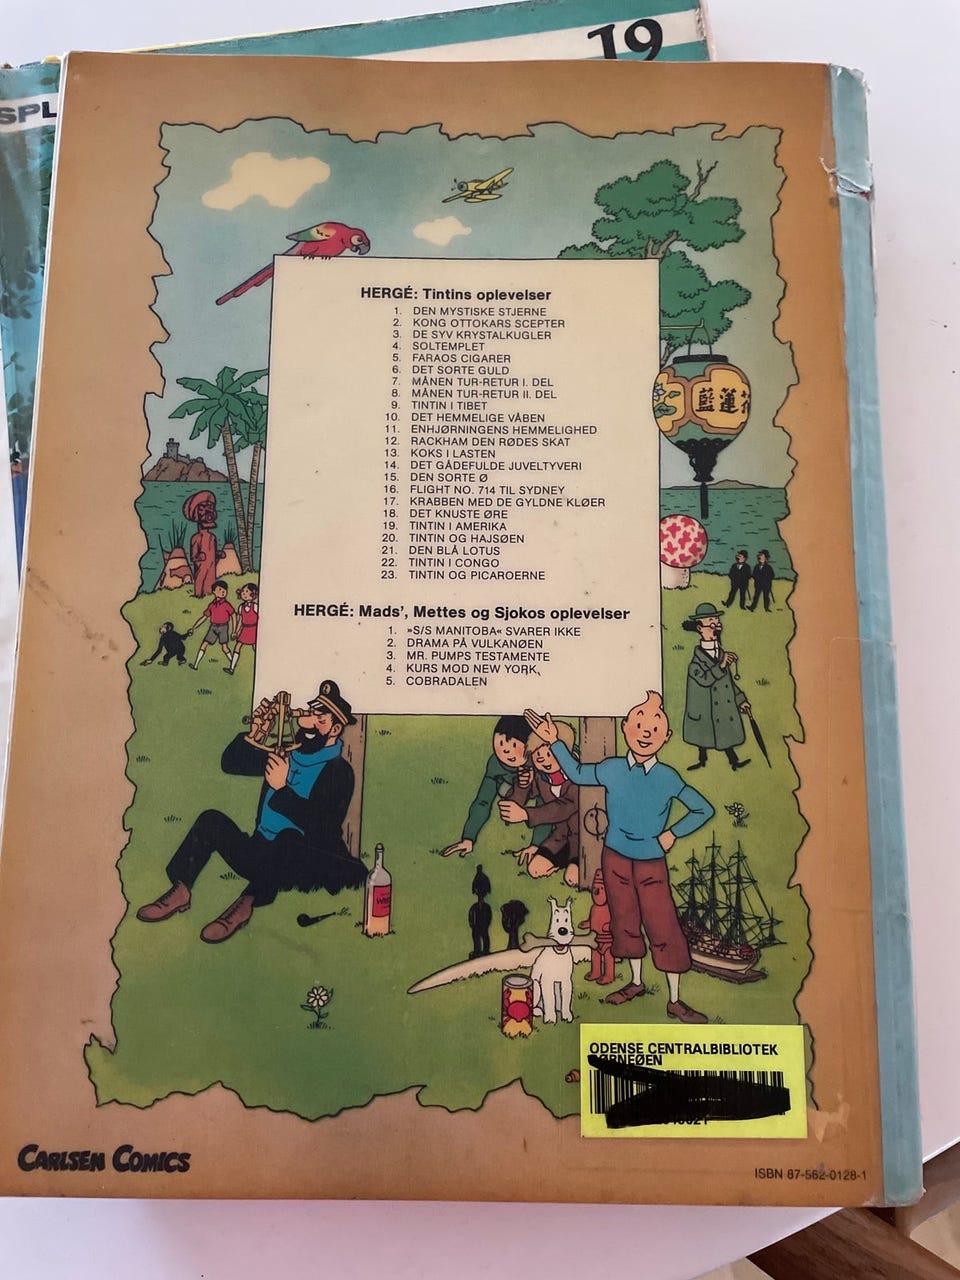 19
SPL
HERGÉ: Tintins oplevelser
1. DEN MYSTISKE STJERNE
2. KONG OTTOKARS SCEPTER
3. DE SYV KRYSTALKUGLER
4. SOLTEMPLET
5. FARAOS CIGARER
6. DET SORTE GULD
7. MÅNEN TUR-RETUR I. DEL
8. MÅNEN TUR-RETUR II. DEL
9. TINTIN I TIBET
10. DET HEMMELIGE VÅBEN
11. ENHJØRNINGENS HEMMELIGHED
12. RACKHAM DEN RØDES SKAT
13. KOKS I LASTEN
14. DET GÅDEFULDE JUVELTYVERI
15. DEN SORTE Ø
16. FLIGHT NO. 714 TIL SYDNEY
17. KRABBEN MED DE GYLDNE KLØER
18. DET KNUSTE ØRE
19. TINTIN I AMERIKA
20. TINTIN OG HAJSØEN
21. DEN BLÅ LOTUS
22. TINTIN I CONGO
23. TINTIN OG PICAROERNE
HERGÉ: Mads', Mettes og Sjokos oplevelser
1. »S/S MANITOBA« SVARER IKKE
2. DRAMA PÅ VULKANØEN
3. MR. PUMPS TESTAMENTE
4. KURS MOD NEW YORK
5. COBRADALEN
藍蓮花
ODENSE CENTRALBIBLIOTEK
CARLSEN COMICS
ISBN 87-562-0128-1